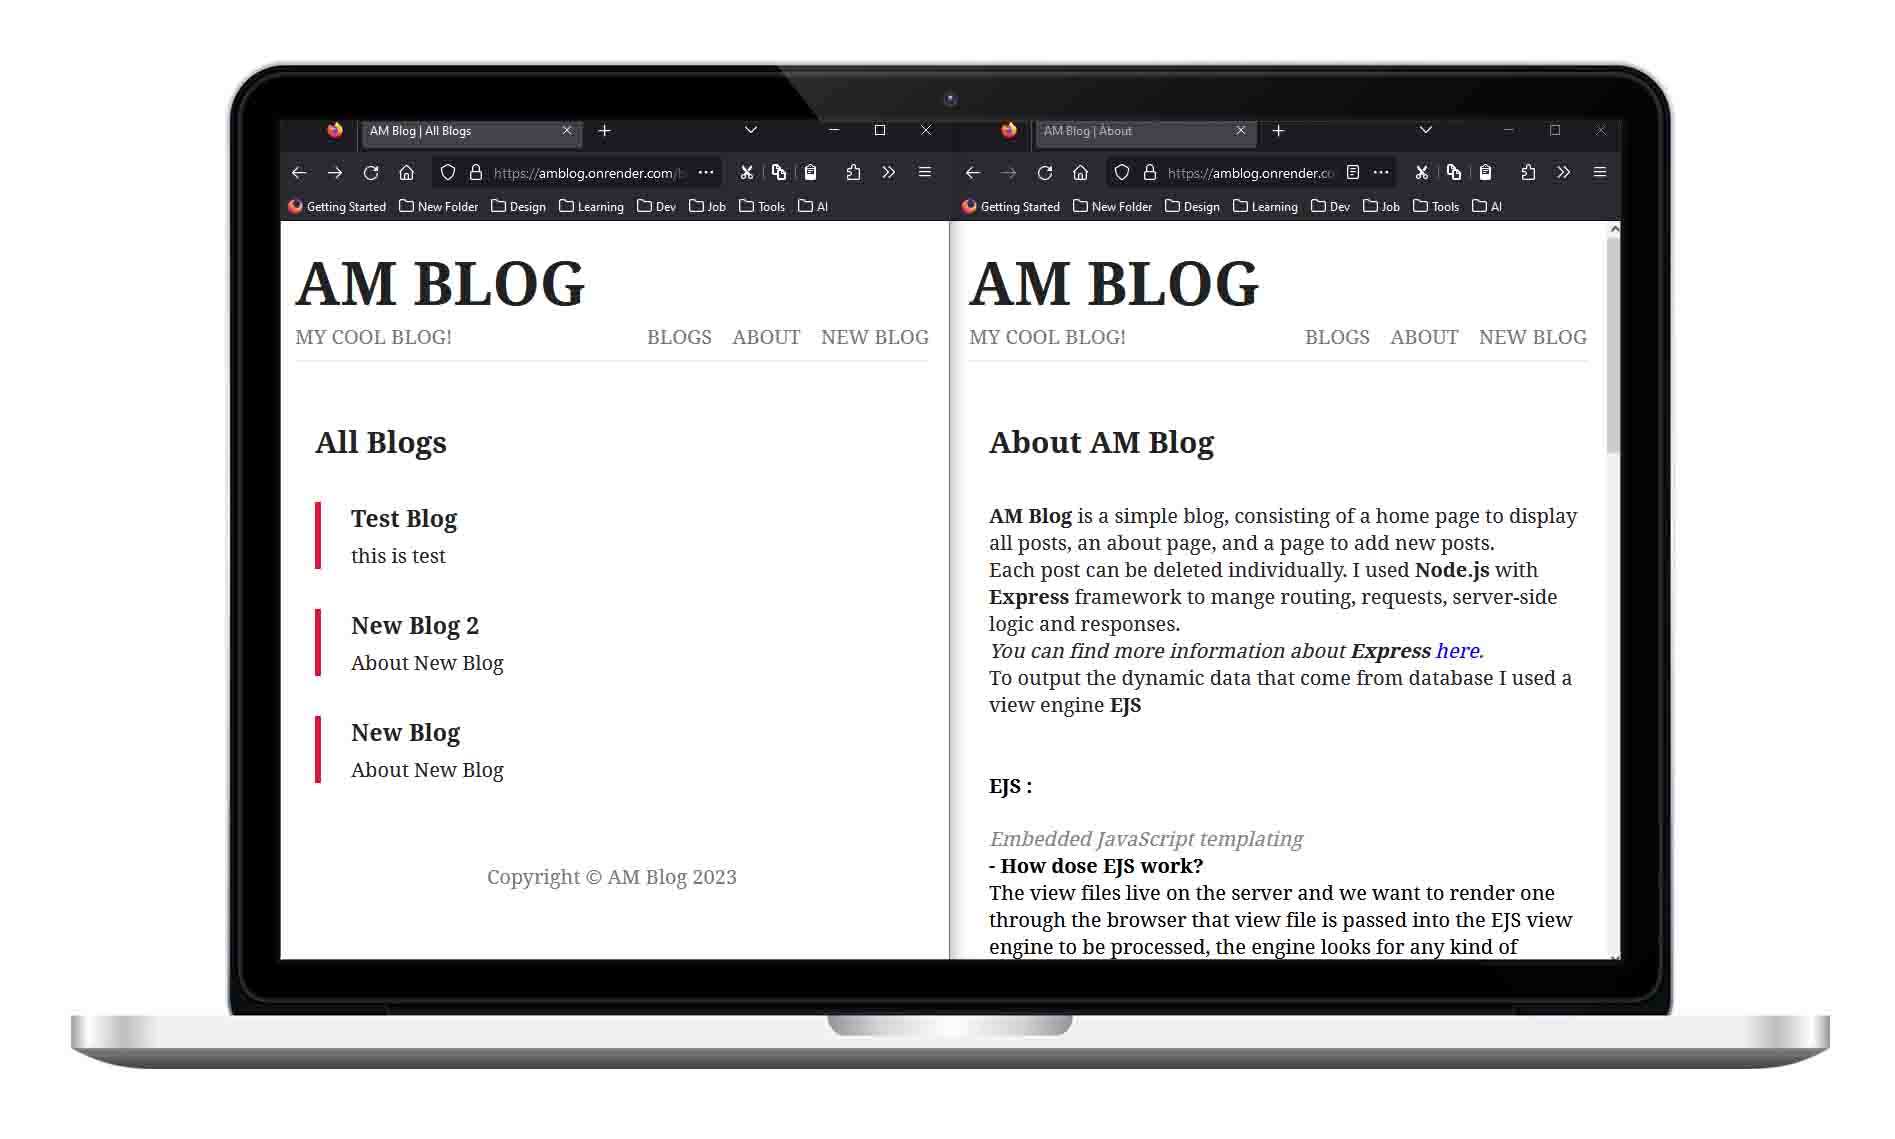 AM Blog | All Blogs
https://amblog.onrender.com/
Getting Started New Folder Design Learning Dev Job Tools AI
AM BLOG
MY COOL BLOG! BLOGS ABOUT NEW BLOG
All Blogs
Test Blog
this is test
New Blog 2
About New Blog
New Blog
About New Blog
Copyright © AM Blog 2023
AM Blog | About
https://amblog.onrender.co
Getting Started New Folder Design Learning Dev Job Tools AI
AM BLOG
MY COOL BLOG! BLOGS ABOUT NEW BLOG
About AM Blog
AM Blog is a simple blog, consisting of a home page to display
all posts, an about page, and a page to add new posts.
Each post can be deleted individually. I used Node.js with
Express framework to mange routing, requests, server-side
logic and responses.
You can find more information about Express here.
To output the dynamic data that come from database I used a
view engine EJS
EJS :
Embedded JavaScript templating
- How dose EJS work?
The view files live on the server and we want to render one
through the browser that view file is passed into the EJS view
engine to be processed, the engine looks for any kind of